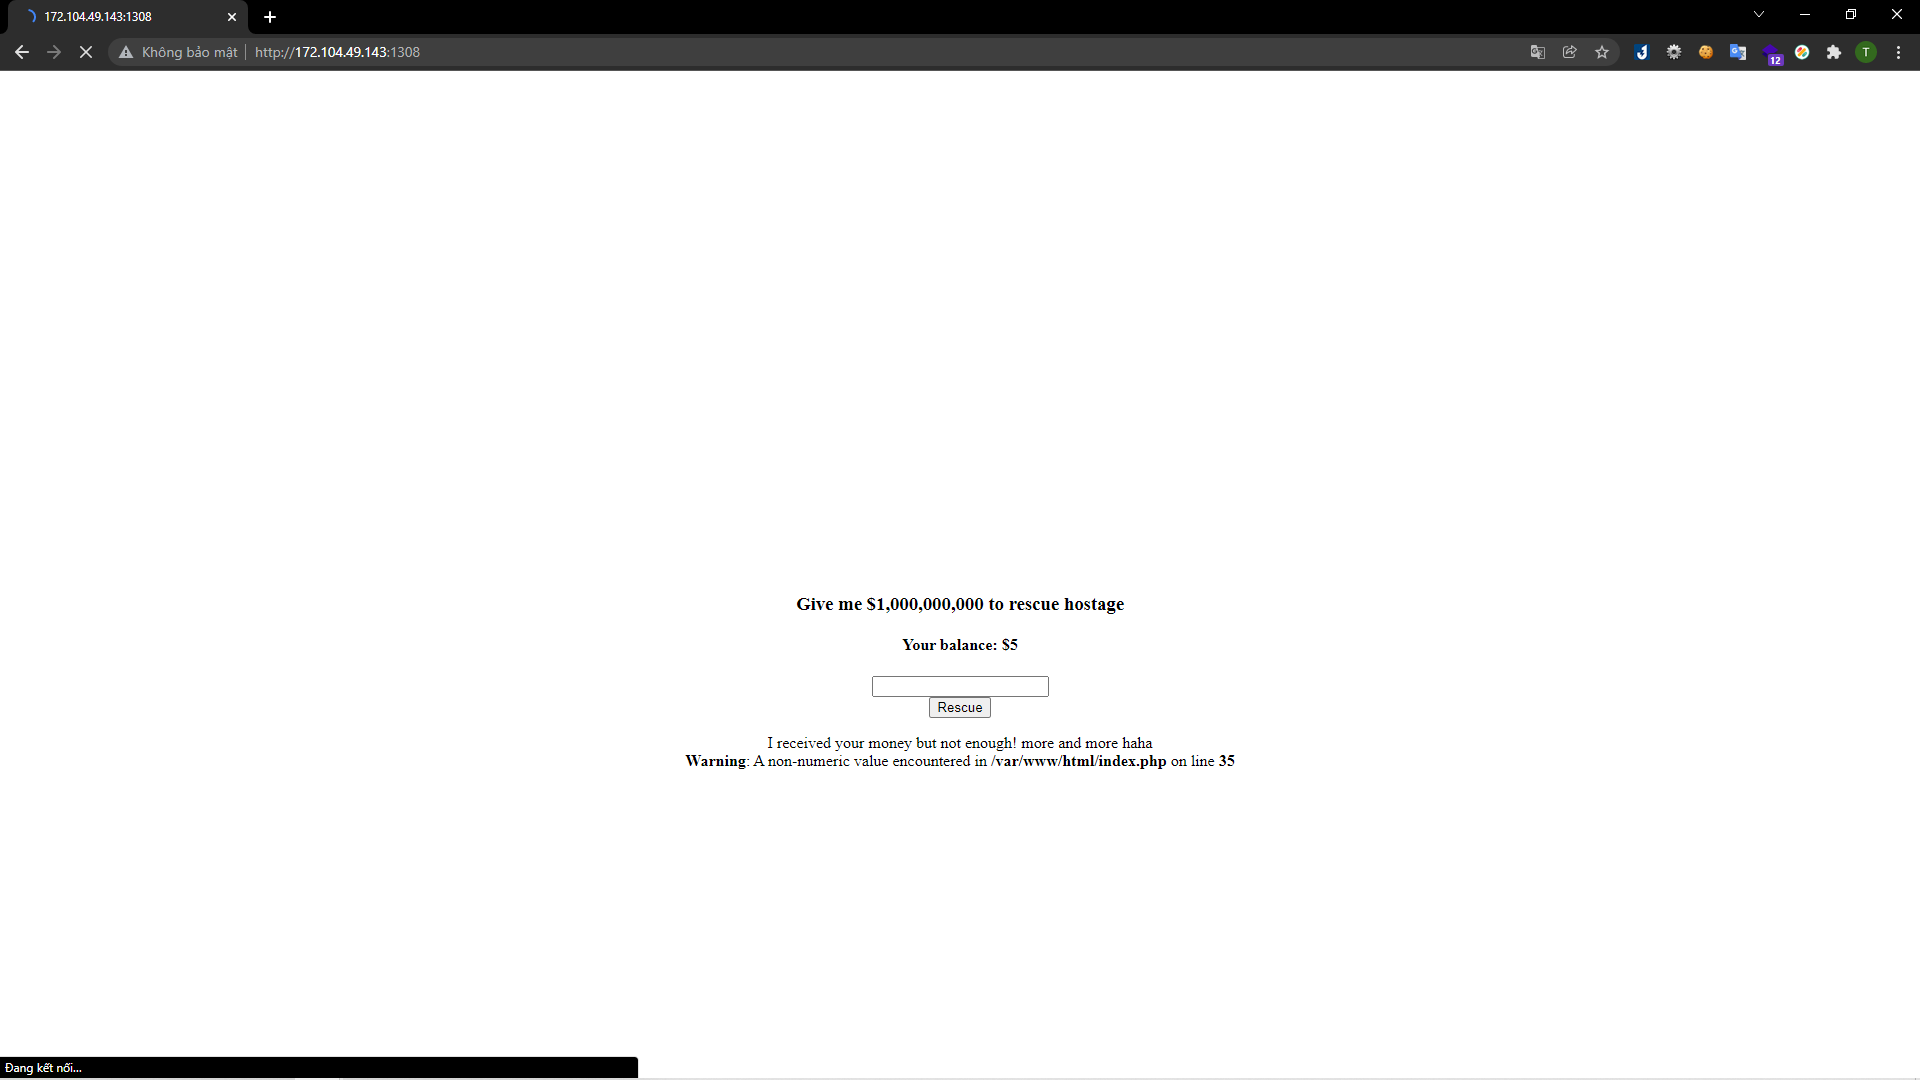 172.104.49.143:1308
Không bảo mật
http://172.104.49.143:1308
12
T
Give me $1,000,000,000 to rescue hostage
Your balance: $5
Rescue
I received your money but not enough! more and more haha
Warning: A non-numeric value encountered in /var/www/html/index.php on line 35
Đang kết nối...